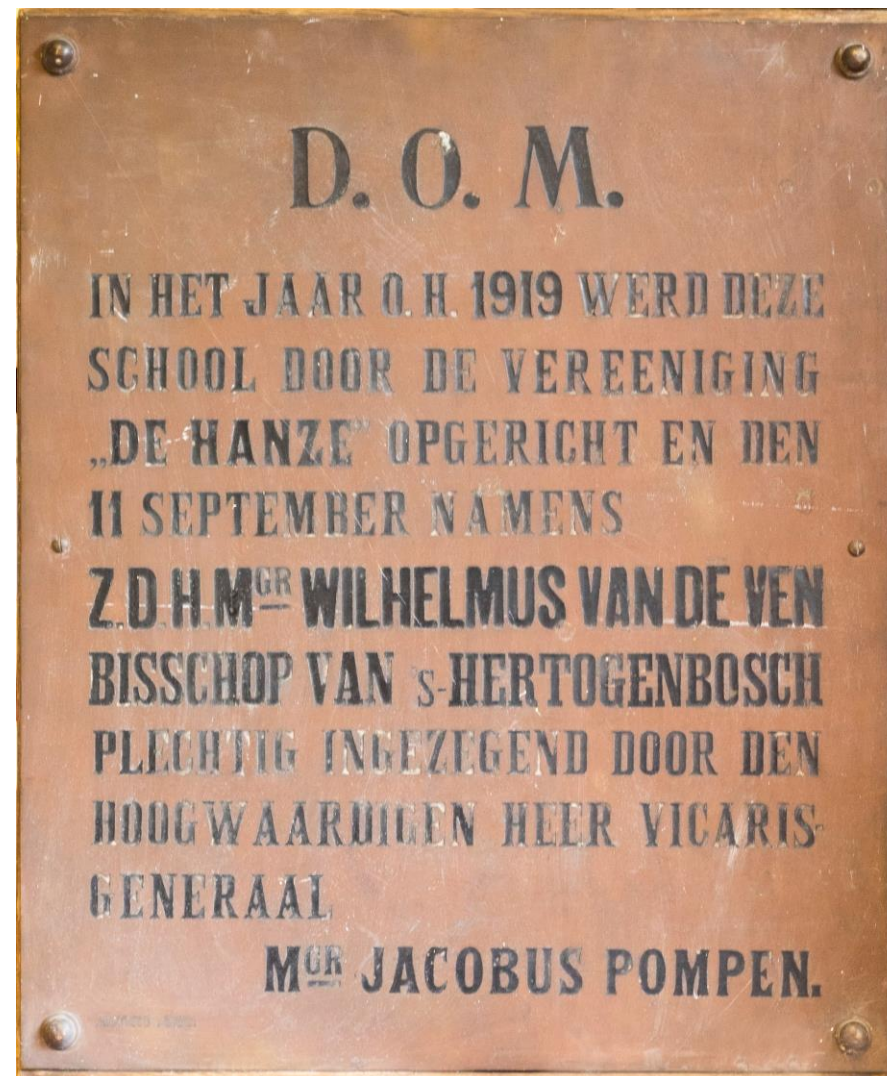 D. O. M.
IN HET JAAR O. H. 1919 WERD DEZE
SCHOOL DOOR DE VEREENIGING
„DE HANZE” OPGERICHT EN DEN
11 SEPTEMBER NAMENS
Z.D.H.MGR WILHELMUS VAN DE VEN
BISSCHOP VAN 'S-HERTOGENBOSCH
PLECHTIG INGEZEGEND DOOR DEN
HOOGWAARDIGEN HEER VICARIS-
GENERAAL
MGR JACOBUS POMPEN.